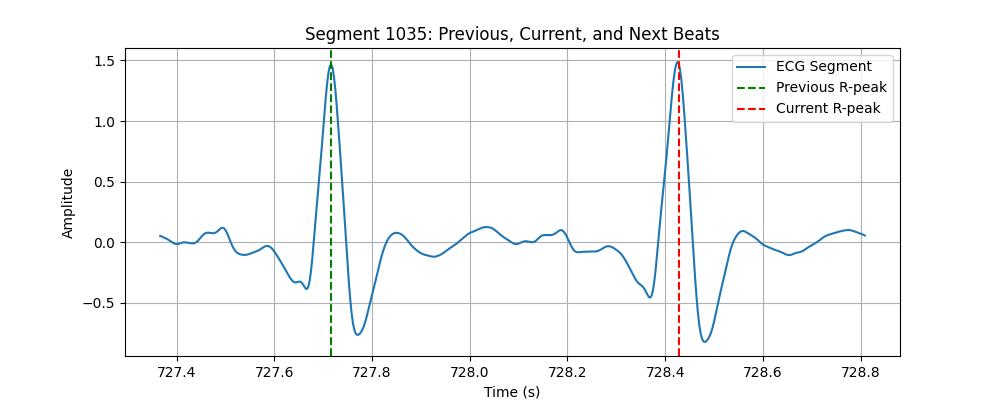 Segment 1035: Previous, Current, and Next Beats
ECG Segment
Previous R-peak
Current R-peak
Amplitude
1.5
1.0
0.5
0.0
−0.5
727.4 727.6 727.8 728.0 728.2 728.4 728.6 728.8
Time (s)